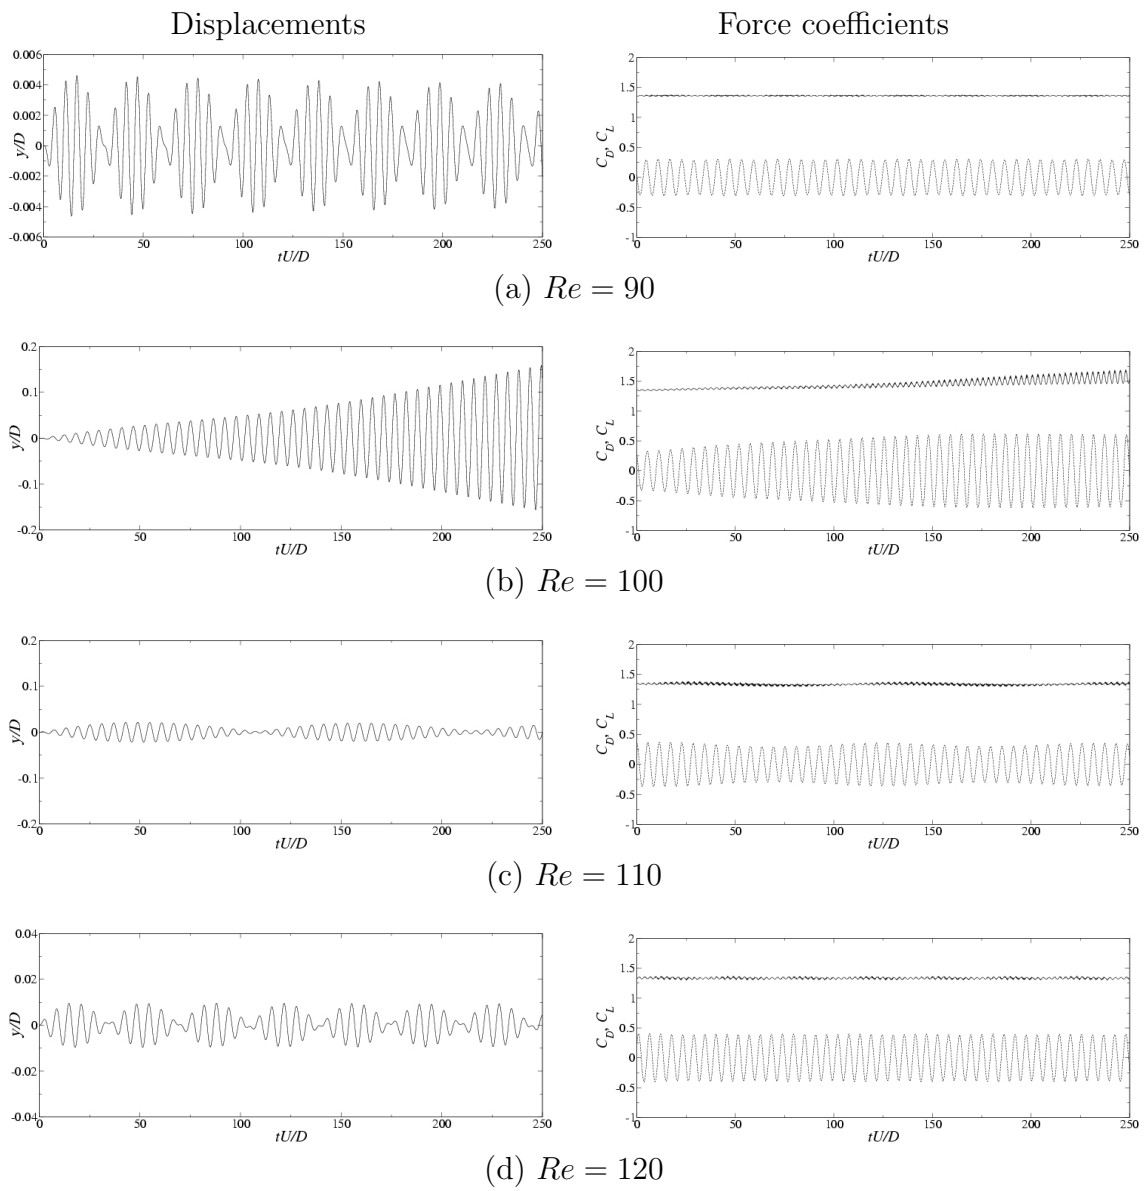 Displacements
Force coefficients
0.006
0.004
0.002
0
-0.002
-0.004
-0.006
y/D
0 50 100 150 200 250
tU/D
2
1.5
1
0.5
0
-0.5
-1
C_D, C_L
0 50 100 150 200 250
tU/D
(a) Re = 90
0.2
0.1
0
-0.1
-0.2
y/D
0 50 100 150 200 250
tU/D
2
1.5
1
0.5
0
-0.5
-1
C_D, C_L
0 50 100 150 200 250
tU/D
(b) Re = 100
0.2
0.1
0
-0.1
-0.2
y/D
0 50 100 150 200 250
tU/D
2
1.5
1
0.5
0
-0.5
-1
C_D, C_L
0 50 100 150 200 250
tU/D
(c) Re = 110
0.04
0.02
0
-0.02
-0.04
y/D
0 50 100 150 200 250
tU/D
2
1.5
1
0.5
0
-0.5
-1
C_D, C_L
0 50 100 150 200 250
tU/D
(d) Re = 120